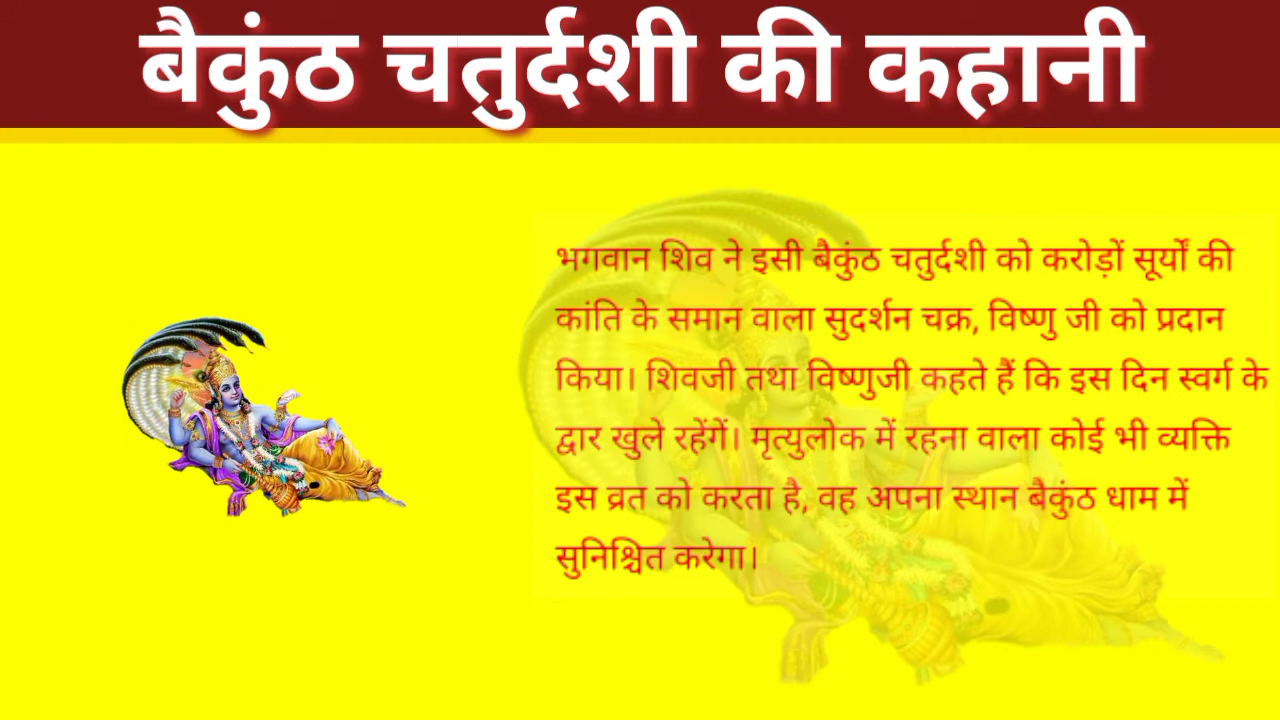 बैकुंठ चतुर्दशी की कहानी
भगवान शिव ने इसी बैकुंठ चतुर्दशी को करोड़ों सूर्यों की
कांति के समान वाला सुदर्शन चक्र, विष्णु जी को प्रदान
किया। शिवजी तथा विष्णुजी कहते हैं कि इस दिन स्वर्ग के
द्वार खुले रहेंगें। मृत्युलोक में रहना वाला कोई भी व्यक्ति
इस व्रत को करता है, वह अपना स्थान बैकुंठ धाम में
सुनिश्चित करेगा।